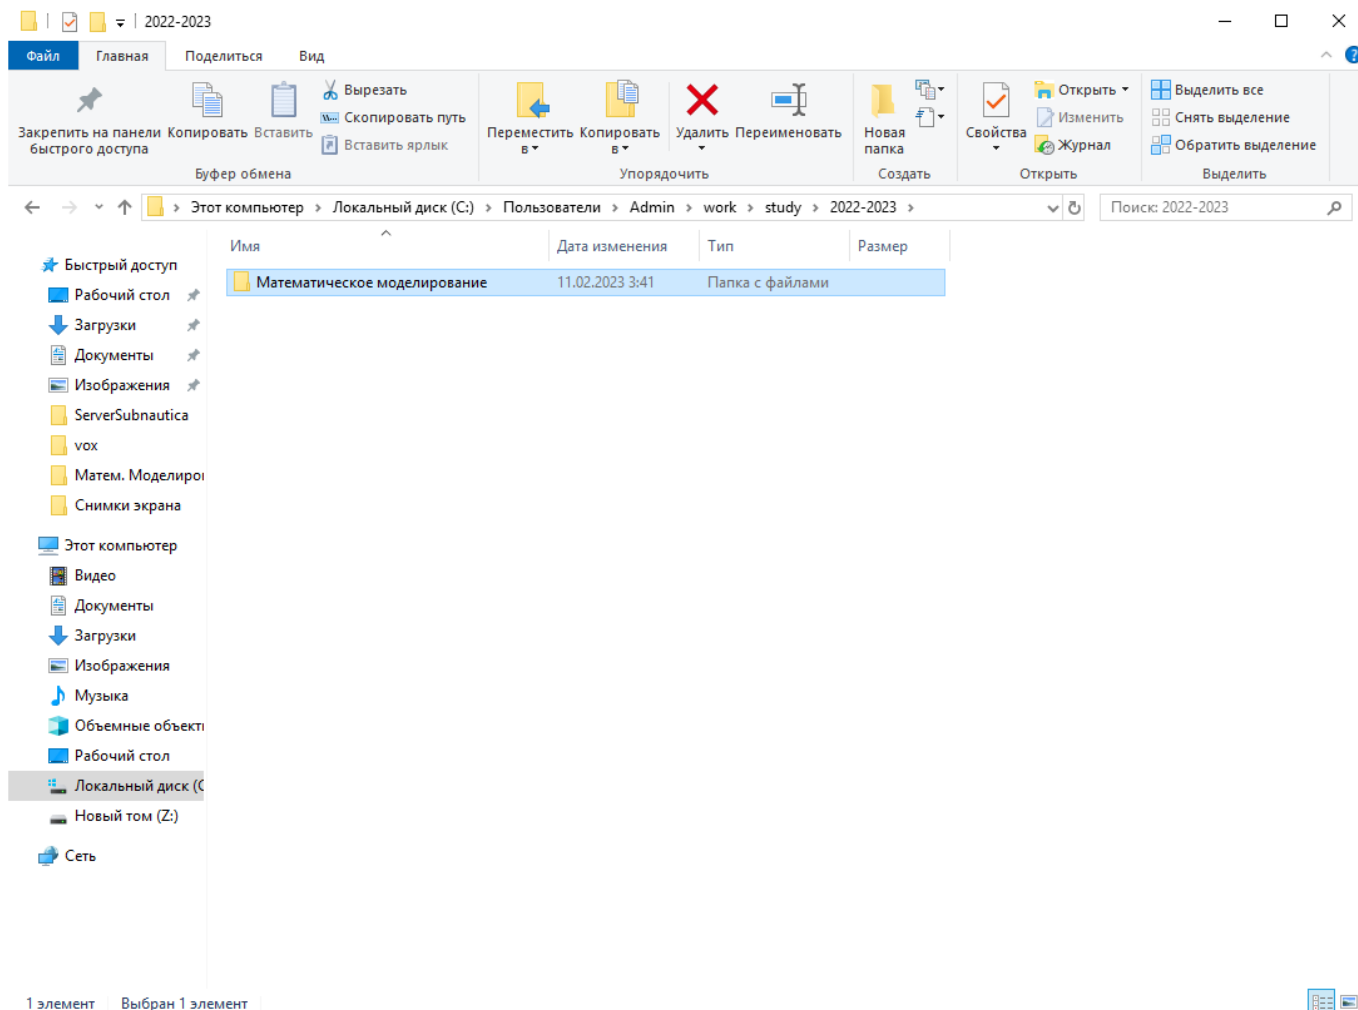 2022-2023
Файл Главная Поделиться Вид
Закрепить на панели быстрого доступа
Копировать
Вставить
Вырезать
Скопировать путь
Вставить ярлык
Буфер обмена
Переместить в
Копировать в
Удалить
Переименовать
Упорядочить
Новая папка
Создать
Свойства
Открыть
Изменить
Журнал
Открыть
Выделить все
Снять выделение
Обратить выделение
Выделить
Этот компьютер > Локальный диск (C:) > Пользователи > Admin > work > study > 2022-2023 >
Поиск: 2022-2023
Имя Дата изменения Тип Размер
Математическое моделирование 11.02.2023 3:41 Папка с файлами
Быстрый доступ
Рабочий стол
Загрузки
Документы
Изображения
ServerSubnautica
vox
Матем. Моделиро
Снимки экрана
Этот компьютер
Видео
Документы
Загрузки
Изображения
Музыка
Объемные объект
Рабочий стол
Локальный диск (C
Новый том (Z:)
Сеть
1 элемент Выбран 1 элемент